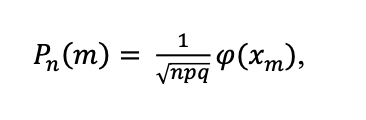 Pₙ(m) = 1/√npq φ(xₘ),